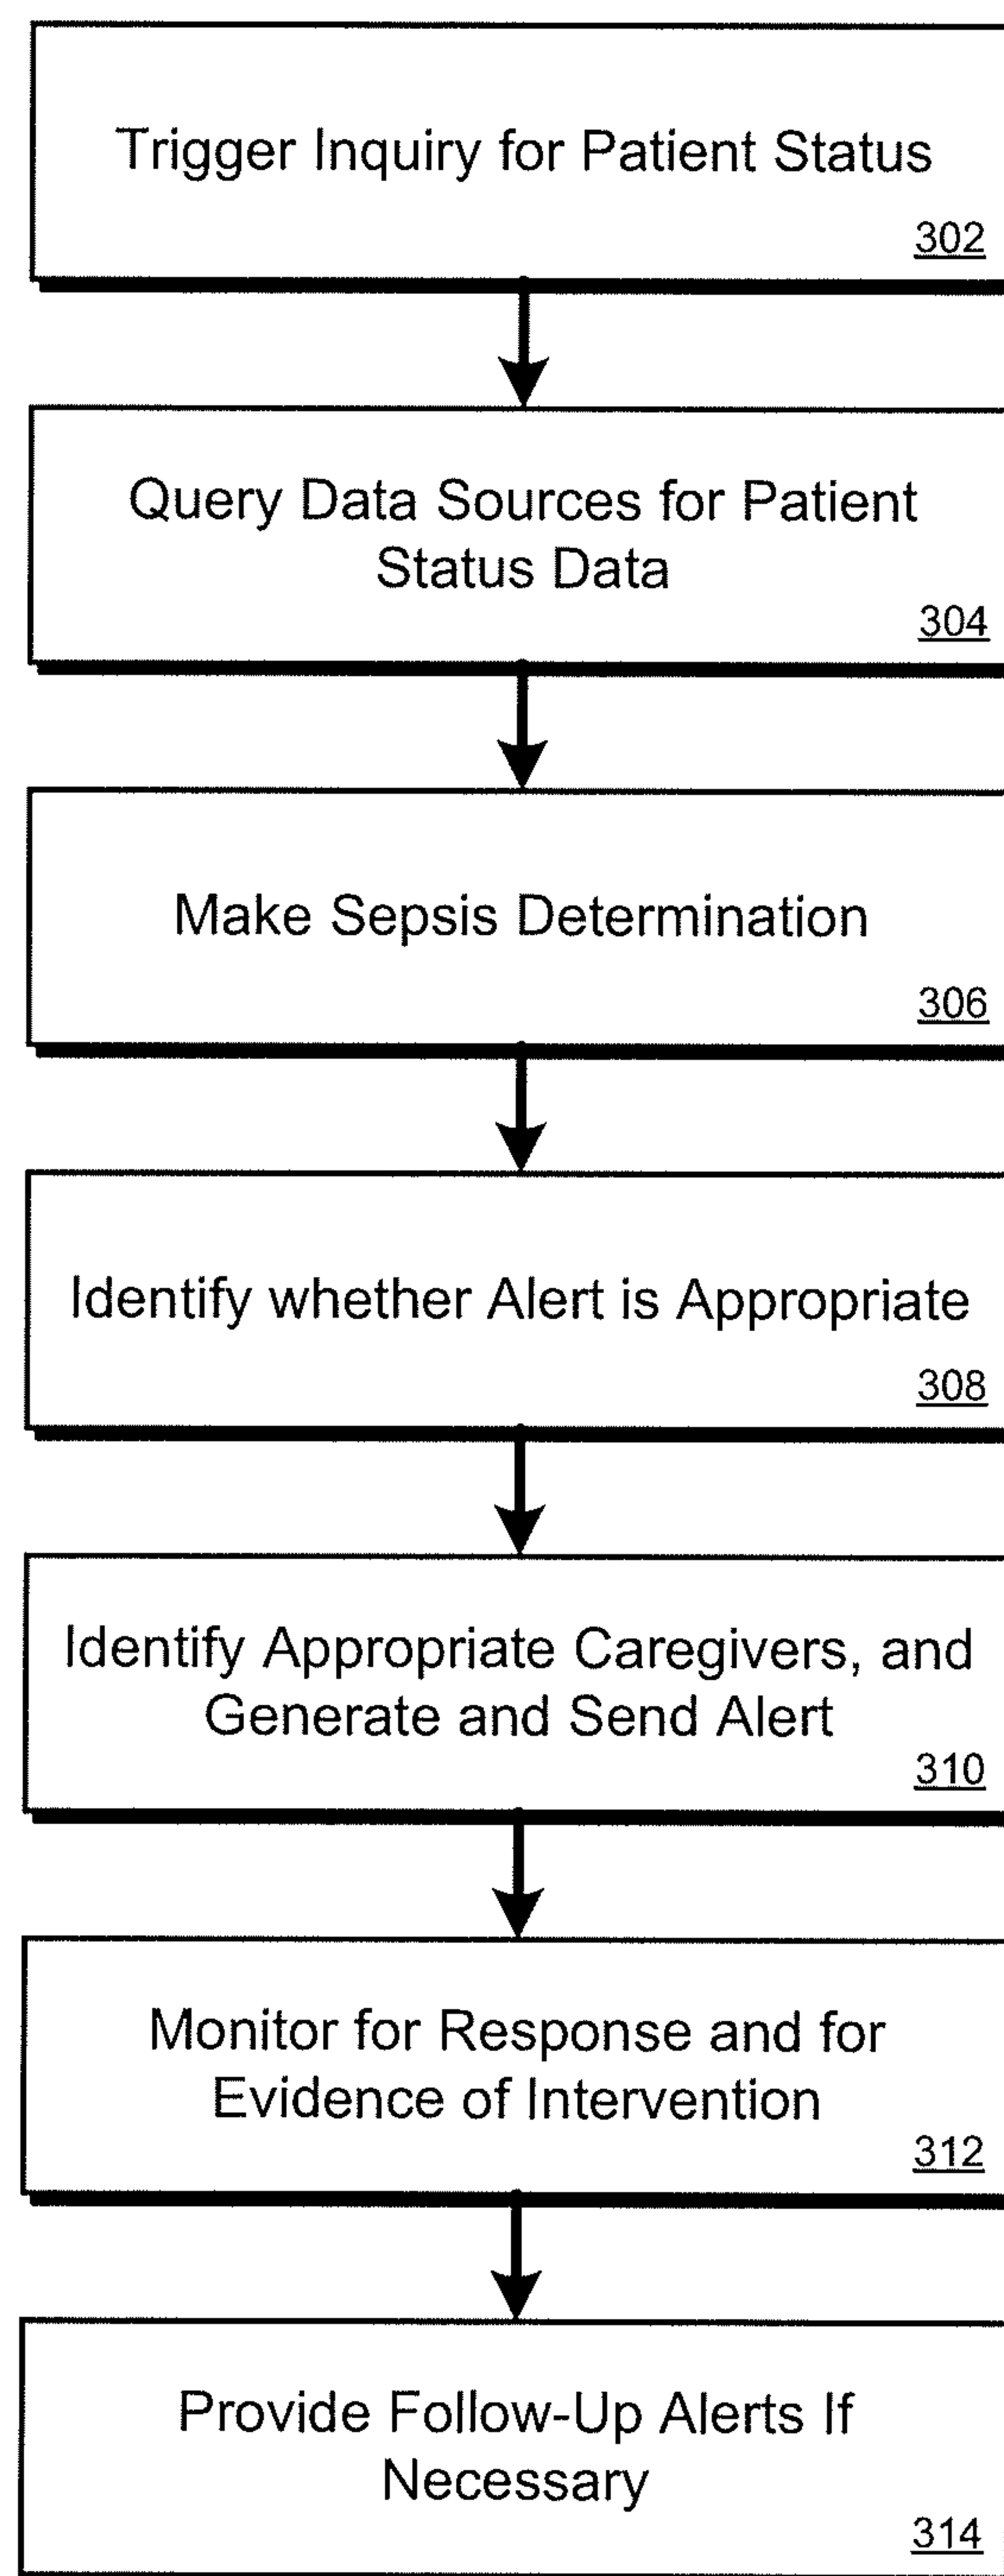 Trigger Inquiry for Patient Status
302
Query Data Sources for Patient
Status Data
304
Make Sepsis Determination
306
Identify whether Alert is Appropriate
308
Identify Appropriate Caregivers, and
Generate and Send Alert
310
Monitor for Response and for
Evidence of Intervention
312
Provide Follow-Up Alerts If
Necessary
314